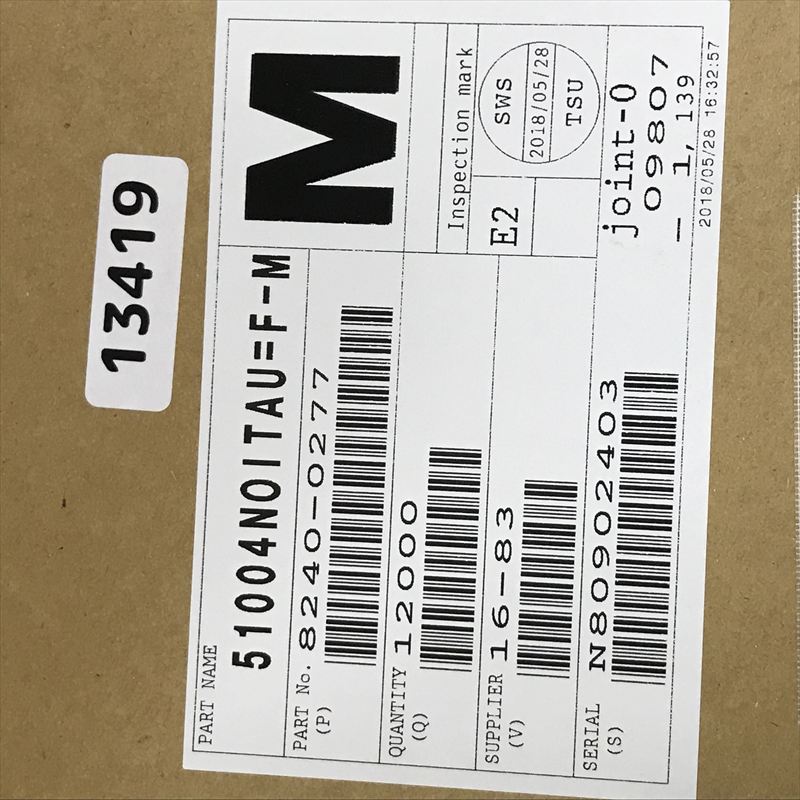 13419
PART NAME
51004NOITAU=F-M
M
PART No.
(P)
8240-0277
QUANTITY
(Q)
12000
Inspection mark
SUPPLIER
(V)
16-83
E2
SWS
2018/05/28
TSU
SERIAL
(S)
N80902403
joint-0
09807
- 1,139
2018/05/28 16:32:57